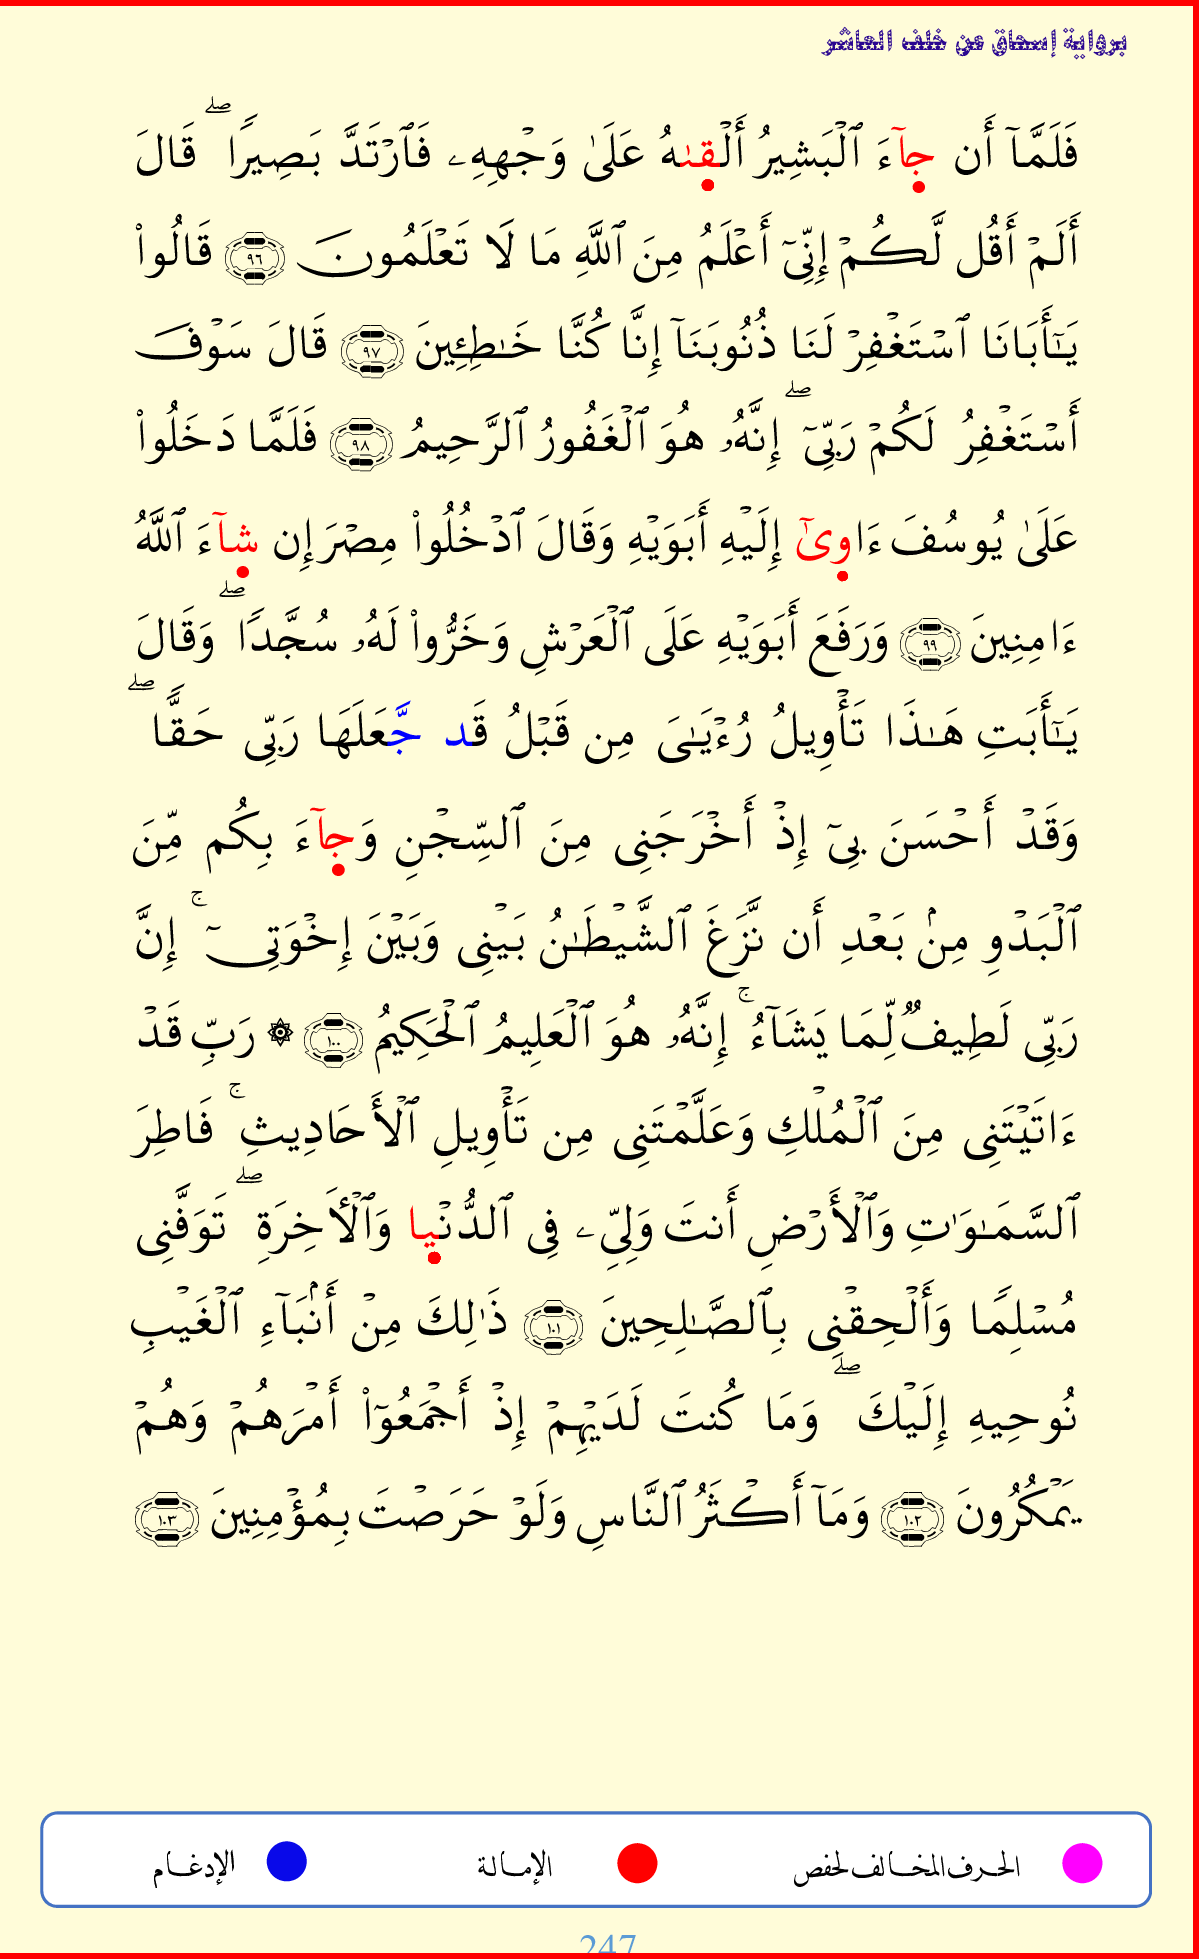 برواية إسحاق عن خلف العاشر
فَلَمَّآ أَن جَآءَ ٱلْبَشِيرُ أَلْقَىٰهُ عَلَىٰ وَجْهِهِۦ فَٱرْتَدَّ بَصِيرًا ۖ قَالَ
أَلَمْ أَقُل لَّكُمْ إِنِّىٓ أَعْلَمُ مِنَ ٱللَّهِ مَا لَا تَعْلَمُونَ ٩٦ قَالُوا۟
يَـٰٓأَبَانَا ٱسْتَغْفِرْ لَنَا ذُنُوبَنَآ إِنَّا كُنَّا خَـٰطِـِٔينَ ٩٧ قَالَ سَوْفَ
أَسْتَغْفِرُ لَكُمْ رَبِّىٓ ۖ إِنَّهُۥ هُوَ ٱلْغَفُورُ ٱلرَّحِيمُ ٩٨ فَلَمَّا دَخَلُوا۟
عَلَىٰ يُوسُفَ ءَاوىٰٓ إِلَيْهِ أَبَوَيْهِ وَقَالَ ٱدْخُلُوا۟ مِصْرَ إِن شآءَ ٱللَّهُ
ءَامِنِينَ ٩٩ وَرَفَعَ أَبَوَيْهِ عَلَى ٱلْعَرْشِ وَخَرُّوا۟ لَهُۥ سُجَّدًا ۖ وَقَالَ
يَـٰٓأَبَتِ هَـٰذَا تَأْوِيلُ رُءْيَـٰىَ مِن قَبْلُ قَد جَّعَلَهَا رَبِّى حَقًّا ۖ
وَقَدْ أَحْسَنَ بِىٓ إِذْ أَخْرَجَنِى مِنَ ٱلسِّجْنِ وَجآءَ بِكُم مِّنَ
ٱلْبَدْوِ مِنۢ بَعْدِ أَن نَّزَغَ ٱلشَّيْطَـٰنُ بَيْنِى وَبَيْنَ إِخْوَتِىٓ ۚ إِنَّ
رَبِّى لَطِيفٌ لِّمَا يَشَآءُ ۚ إِنَّهُۥ هُوَ ٱلْعَلِيمُ ٱلْحَكِيمُ ١٠٠ ۞ رَبِّ قَدْ
ءَاتَيْتَنِى مِنَ ٱلْمُلْكِ وَعَلَّمْتَنِى مِن تَأْوِيلِ ٱلْأَحَادِيثِ ۚ فَاطِرَ
ٱلسَّمَـٰوَٰتِ وَٱلْأَرْضِ أَنتَ وَلِىِّۦ فِى ٱلدُّنْيا وَٱلْـَٔاخِرَةِ ۖ تَوَفَّنِى
مُسْلِمًا وَأَلْحِقْنِى بِٱلصَّـٰلِحِينَ ١٠١ ذَٰلِكَ مِنْ أَنۢبَآءِ ٱلْغَيْبِ
نُوحِيهِ إِلَيْكَ ۖ وَمَا كُنتَ لَدَيْهِمْ إِذْ أَجْمَعُوٓا۟ أَمْرَهُمْ وَهُمْ
يَمْكُرُونَ ١٠٢ وَمَآ أَكْثَرُ ٱلنَّاسِ وَلَوْ حَرَصْتَ بِمُؤْمِنِينَ ١٠٣
الحرف المخالف لحفص الإمالة الإدغام
247